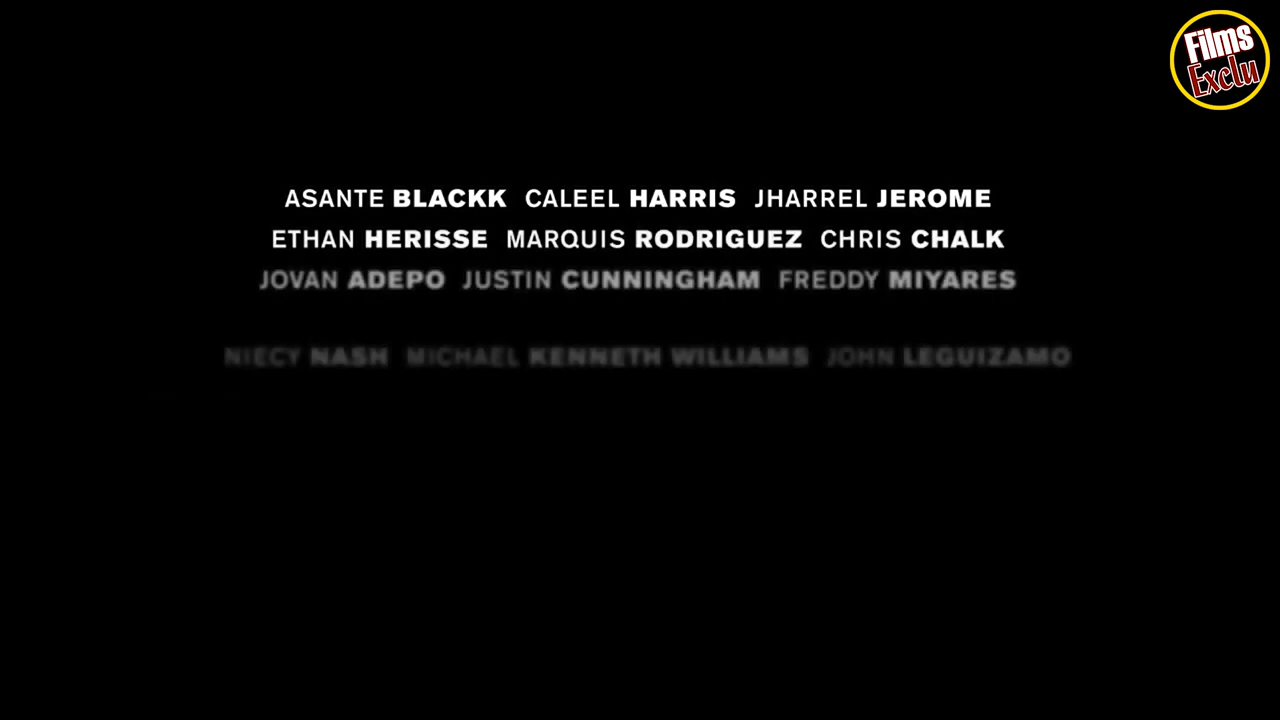 Films
Exclu
ASANTE BLACKK CALEEL HARRIS JHARREL JEROME
ETHAN HERISSE MARQUIS RODRIGUEZ CHRIS CHALK
JOVAN ADEPO JUSTIN CUNNINGHAM FREDDY MIYARES
NIECY NASH MICHAEL KENNETH WILLIAMS JOHN LEGUIZAMO